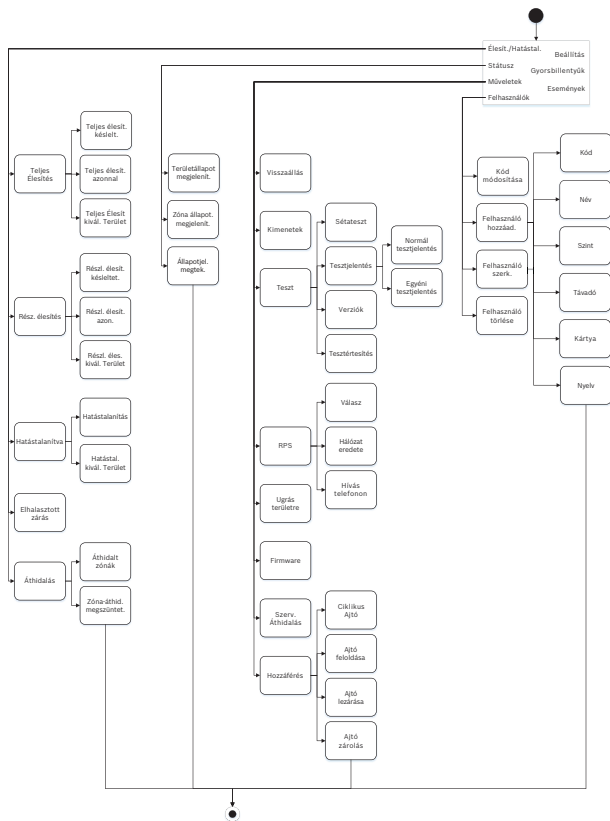 Élesít./Hatástal.
Beállítás
Státusz
Gyorsbillentyűk
Műveletek
Események
Felhasználók
Teljes
Élesítés
Teljes élesít.
késlelt.
Teljes élesít.
azonnal
Teljes Élesít
kivál. Terület
Rész. élesítés
Részl. élesít.
késleltet.
Részl. élesít.
azon.
Részl. éles.
kivál. Terület
Hatástalanítva
Hatástalanítás
Hatástal.
kivál. Terület
Elhalasztott
zárás
Áthidalás
Áthidalt
zónák
Zóna-áthid.
megszüntet.
Területállapot
megjelenít.
Zóna állapot.
megjelenít.
Állapotjel.
megtek.
Visszaállás
Kimenetek
Teszt
Sétateszt
Tesztjelentés
Verziók
Tesztértesítés
Normál
tesztjelentés
Egyéni
tesztjelentés
RPS
Válasz
Hálózat
eredete
Hívás
telefonon
Ugrás
területre
Firmware
Szerv.
Áthidalás
Hozzáférés
Ciklikus
Ajtó
Ajtó
feloldása
Ajtó
lezárása
Ajtó
zárolás
Kód
módosítása
Felhasználó
hozzáad.
Felhasználó
szerk.
Felhasználó
törlése
Kód
Név
Szint
Távadó
Kártya
Nyelv